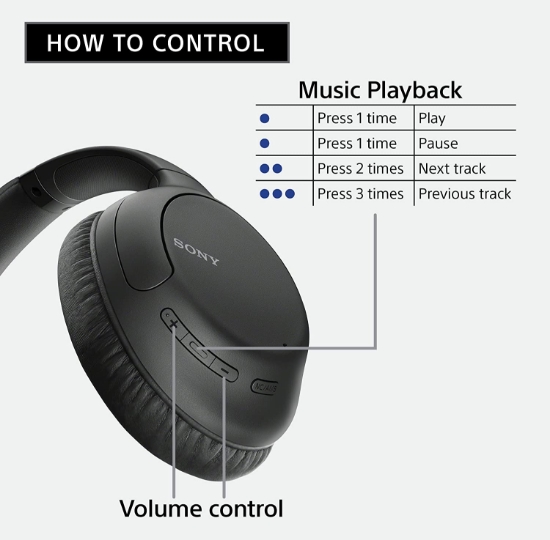 HOW TO CONTROL
Music Playback
Press 1 time Play
Press 1 time Pause
Press 2 times Next track
Press 3 times Previous track
SONY
+
-
Volume control